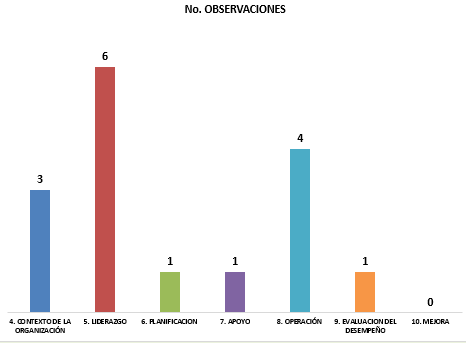 No. OBSERVACIONES
3
6
1
1
4
1
0
4. CONTEXTO DE LA
ORGANIZACIÓN
5. LIDERAZGO
6. PLANIFICACION
7. APOYO
8. OPERACIÓN
9. EVALUACION DEL
DESEMPEÑO
10. MEJORA